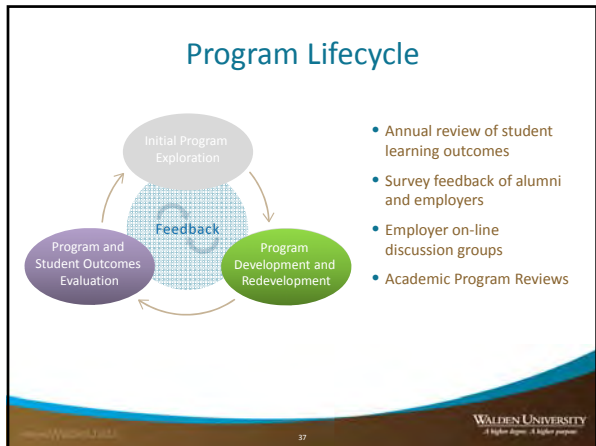 Program Lifecycle
Initial Program
Exploration
Feedback
Program and
Student Outcomes
Evaluation
Program
Development and
Redevelopment
• Annual review of student
learning outcomes
• Survey feedback of alumni
and employers
• Employer on-line
discussion groups
• Academic Program Reviews
37
WALDEN UNIVERSITY
A higher degree. A higher purpose.